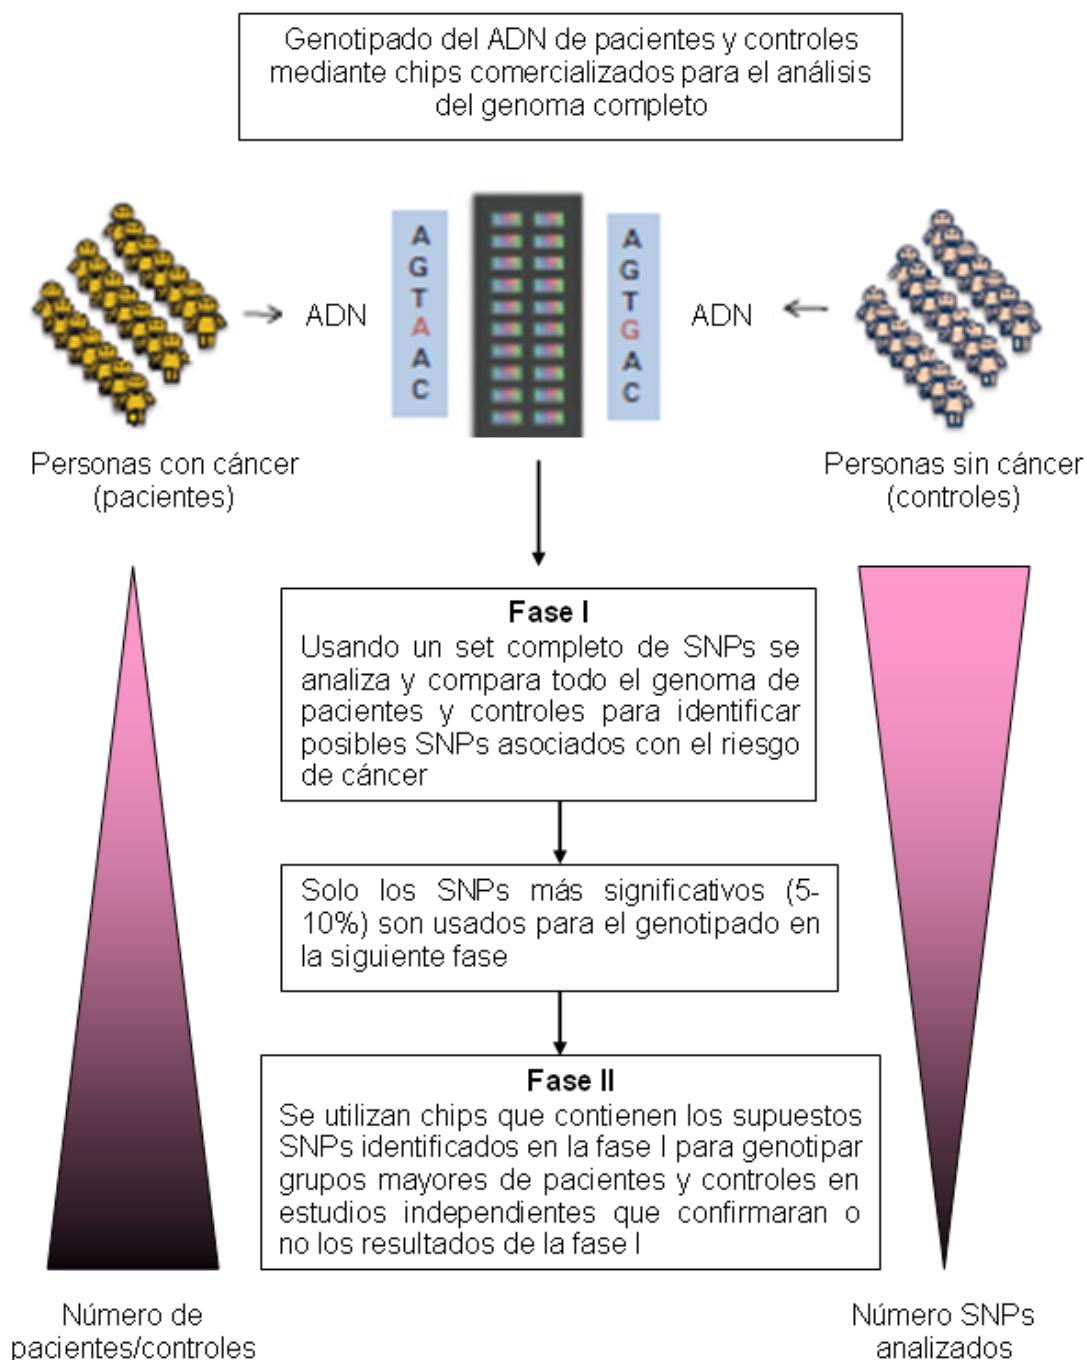 Genotipado del ADN de pacientes y controles
mediante chips comercializados para el análisis
del genoma completo
A
G
T
A
A
C
ADN
A
G
T
G
A
C
ADN
Personas con cáncer
(pacientes)
Personas sin cáncer
(controles)
Fase I
Usando un set completo de SNPs se
analiza y compara todo el genoma de
pacientes y controles para identificar
posibles SNPs asociados con el riesgo
de cáncer
Solo los SNPs más significativos (5-
10%) son usados para el genotipado en
la siguiente fase
Fase II
Se utilizan chips que contienen los supuestos
SNPs identificados en la fase I para genotipar
grupos mayores de pacientes y controles en
estudios independientes que confirmaran o
no los resultados de la fase I
Número de
pacientes/controles
Número SNPs
analizados